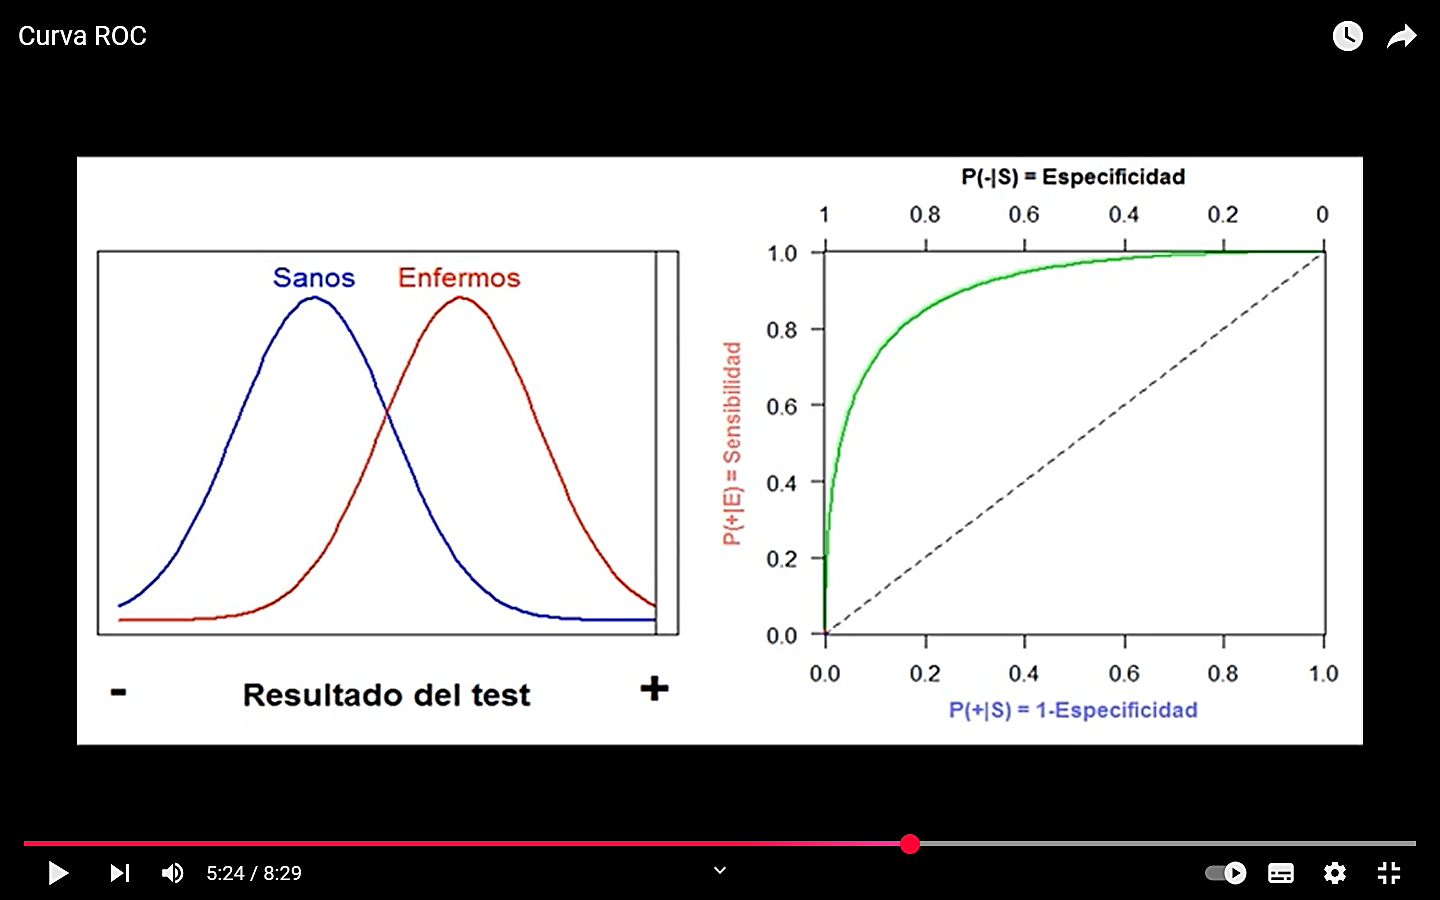 Curva ROC
Sanos
Enfermos
- Resultado del test +
P(-|S) = Especificidad
1 0.8 0.6 0.4 0.2 0
1.0
0.8
0.6
0.4
0.2
0.0
P(+|E) = Sensibilidad
0.0 0.2 0.4 0.6 0.8 1.0
P(+|S) = 1-Especificidad
5:24 / 8:29